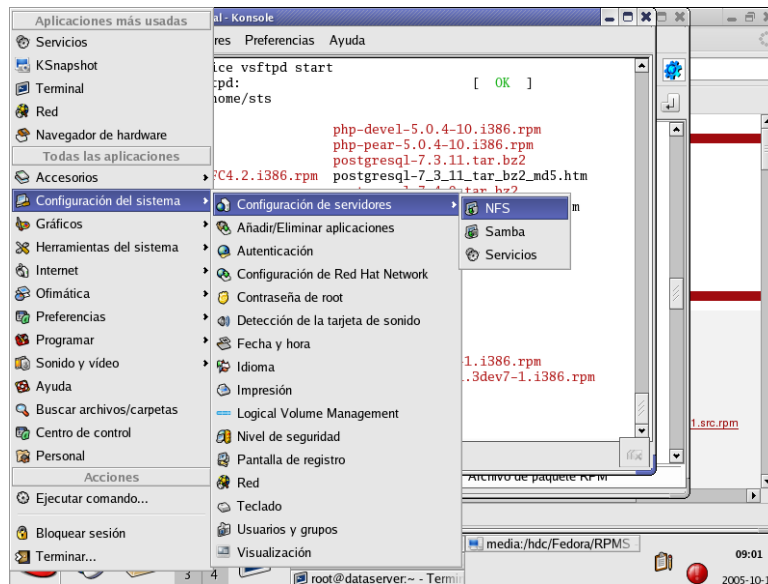 Aplicaciones más usadas
Servicios
KSnapshot
Terminal
Red
Navegador de hardware
Todas las aplicaciones
Accesorios
Configuración del sistema
Gráficos
Herramientas del sistema
Internet
Ofimática
Preferencias
Programar
Sonido y vídeo
Ayuda
Buscar archivos/carpetas
Centro de control
Personal
Acciones
Ejecutar comando...
Bloquear sesión
Terminar...
Configuración de servidores
Añadir/Eliminar aplicaciones
Autenticación
Configuración de Red Hat Network
Contraseña de root
Detección de la tarjeta de sonido
Fecha y hora
Idioma
Impresión
Logical Volume Management
Nivel de seguridad
Pantalla de registro
Red
Teclado
Usuarios y grupos
Visualización
NFS
Samba
Servicios
al - Konsole
res Preferencias Ayuda
ice vsftpd start
tpd: [ OK ]
home/sts
php-devel-5.0.4-10.i386.rpm
php-pear-5.0.4-10.i386.rpm
postgresql-7.3.11.tar.bz2
FC4.2.i386.rpm postgresql-7_3_11_tar_bz2_md5.htm
m
-1.i386.rpm
.3dev7-1.i386.rpm
1.src.rpm
Archivo de paquete RPM
media:/hdc/Fedora/RPMS
3 4
root@dataserver:~ - Termin
09:01
2005-10-1